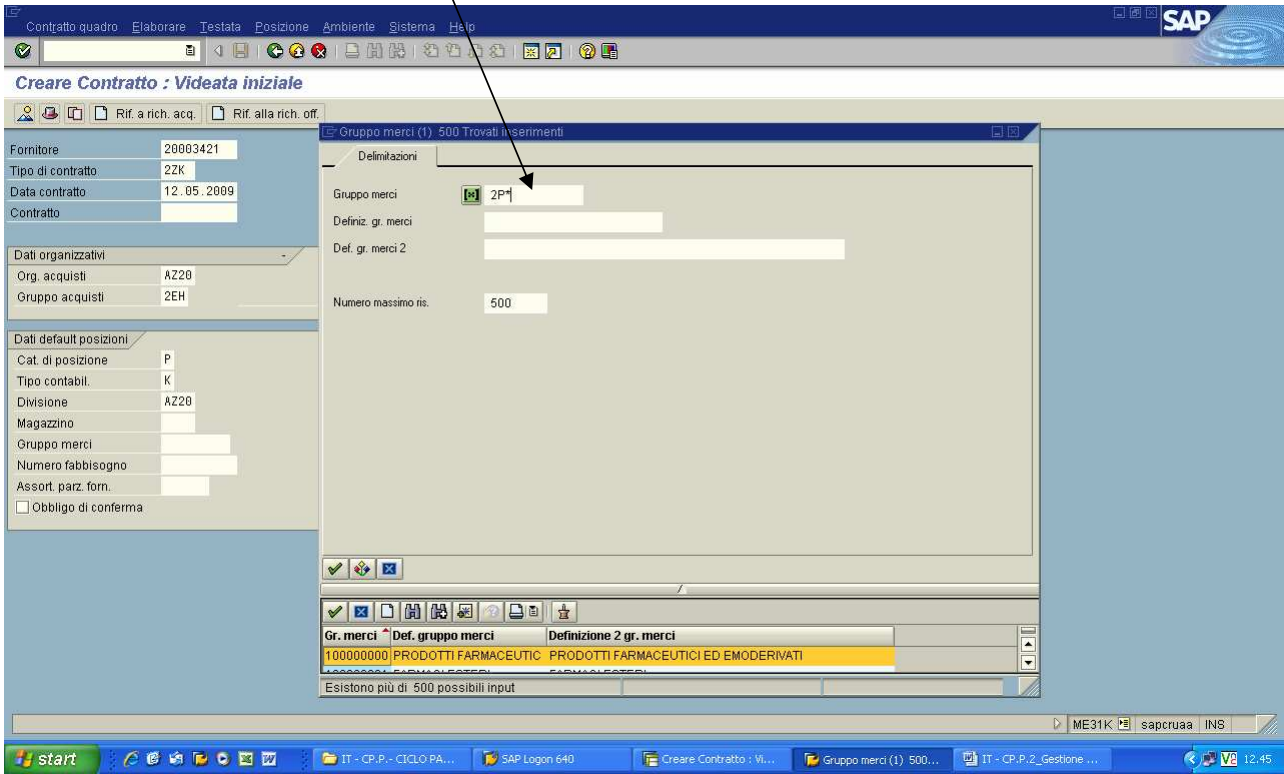 Contratto quadro Elaborare Testata Posizione Ambiente Sistema Help
SAP
Creare Contratto : Videata iniziale
Rif. a rich. acq. Rif. alla rich. off.
Fornitore 20003421
Tipo di contratto 2ZK
Data contratto 12.05.2009
Contratto
Dati organizzativi
Org. acquisti AZ20
Gruppo acquisti 2EH
Dati default posizioni
Cat. di posizione P
Tipo contabil. K
Divisione AZ20
Magazzino
Gruppo merci
Numero fabbisogno
Assort. parz. forn.
Obbligo di conferma
Gruppo merci (1) 500 Trovati inserimenti
Delimitazioni
Gruppo merci 2P*
Definiz. gr. merci
Def. gr. merci 2
Numero massimo ris. 500
Gr. merci Def. gruppo merci Definizione 2 gr. merci
100000000 PRODOTTI FARMACEUTIC PRODOTTI FARMACEUTICI ED EMODERIVATI
Esistono più di 500 possibili input
ME31K sapcruaa INS
start IT - CP.P.- CICLO PA... SAP Logon 640 Creare Contratto : Vi... Gruppo merci (1) 500... IT - CP.P.2_Gestione ... 12.45